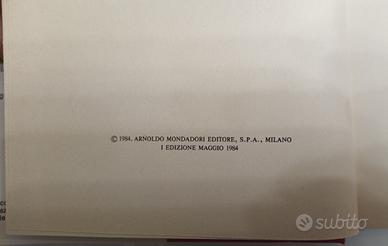 © 1984. ARNOLDO MONDADORI EDITORE, S.P.A., MILANO
I EDIZIONE MAGGIO 1984
subito